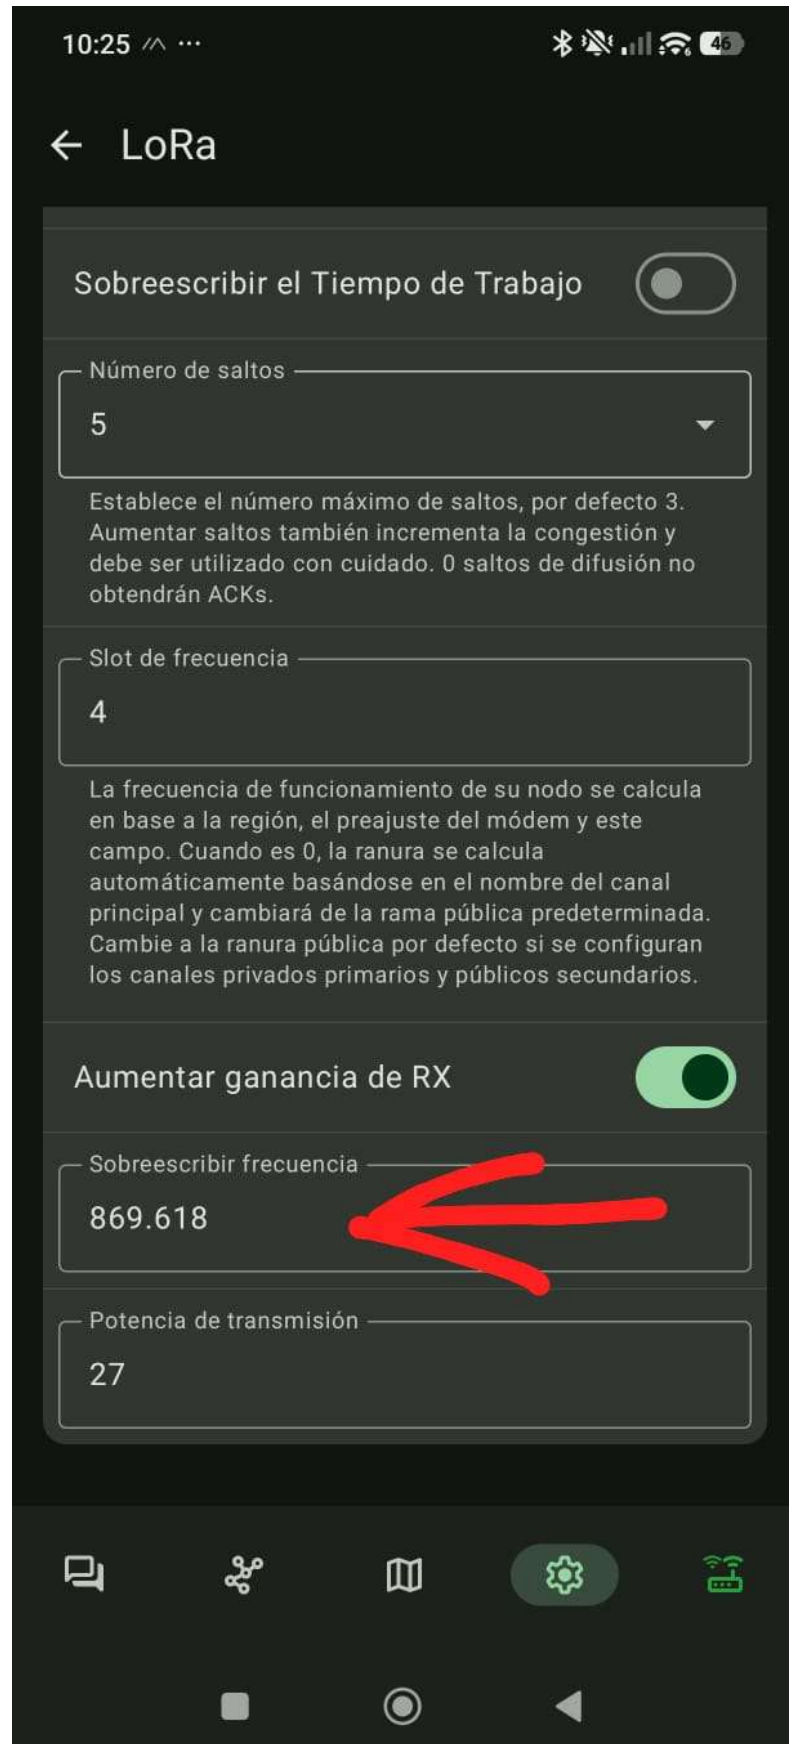 10:25 ...
46
LoRa
Sobreescribir el Tiempo de Trabajo
Número de saltos
5
Establece el número máximo de saltos, por defecto 3.
Aumentar saltos también incrementa la congestión y
debe ser utilizado con cuidado. 0 saltos de difusión no
obtendrán ACKs.
Slot de frecuencia
4
La frecuencia de funcionamiento de su nodo se calcula
en base a la región, el preajuste del módem y este
campo. Cuando es 0, la ranura se calcula
automáticamente basándose en el nombre del canal
principal y cambiará de la rama pública predeterminada.
Cambie a la ranura pública por defecto si se configuran
los canales privados primarios y públicos secundarios.
Aumentar ganancia de RX
Sobreescribir frecuencia
869.618
Potencia de transmisión
27